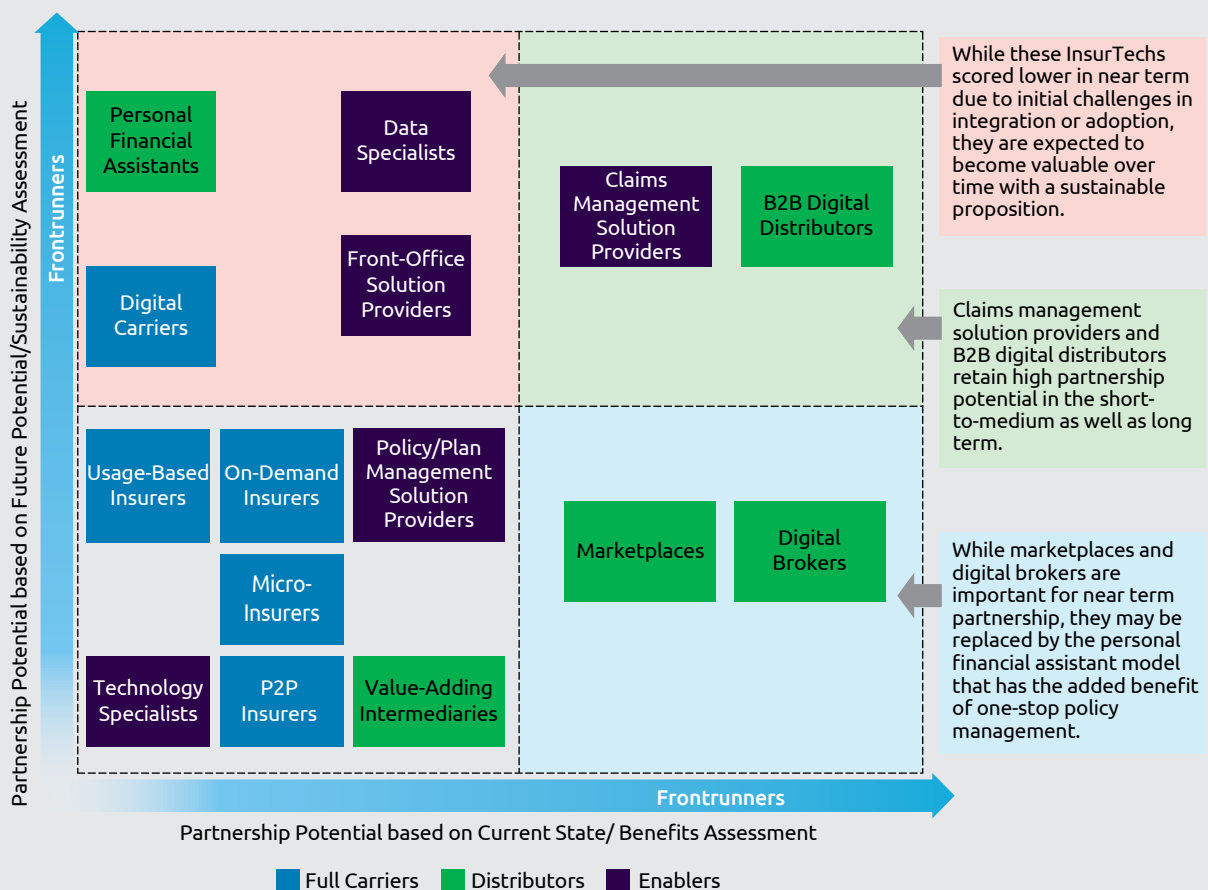 Partnership Potential based on Future Potential/Sustainability Assessment
Frontrunners
Personal
Financial
Assistants
Data
Specialists
Digital
Carriers
Front-Office
Solution
Providers
Claims
Management
Solution
Providers
B2B Digital
Distributors
Usage-Based
Insurers
On-Demand
Insurers
Policy/Plan
Management
Solution
Providers
Micro-
Insurers
Technology
Specialists
P2P
Insurers
Value-Adding
Intermediaries
Marketplaces
Digital
Brokers
While these InsurTechs
scored lower in near term
due to initial challenges in
integration or adoption,
they are expected to
become valuable over
time with a sustainable
proposition.
Claims management
solution providers and
B2B digital distributors
retain high partnership
potential in the short-
to-medium as well as long
term.
While marketplaces and
digital brokers are
important for near term
partnership, they may be
replaced by the personal
financial assistant model
that has the added benefit
of one-stop policy
management.
Frontrunners
Partnership Potential based on Current State/ Benefits Assessment
Full Carriers
Distributors
Enablers